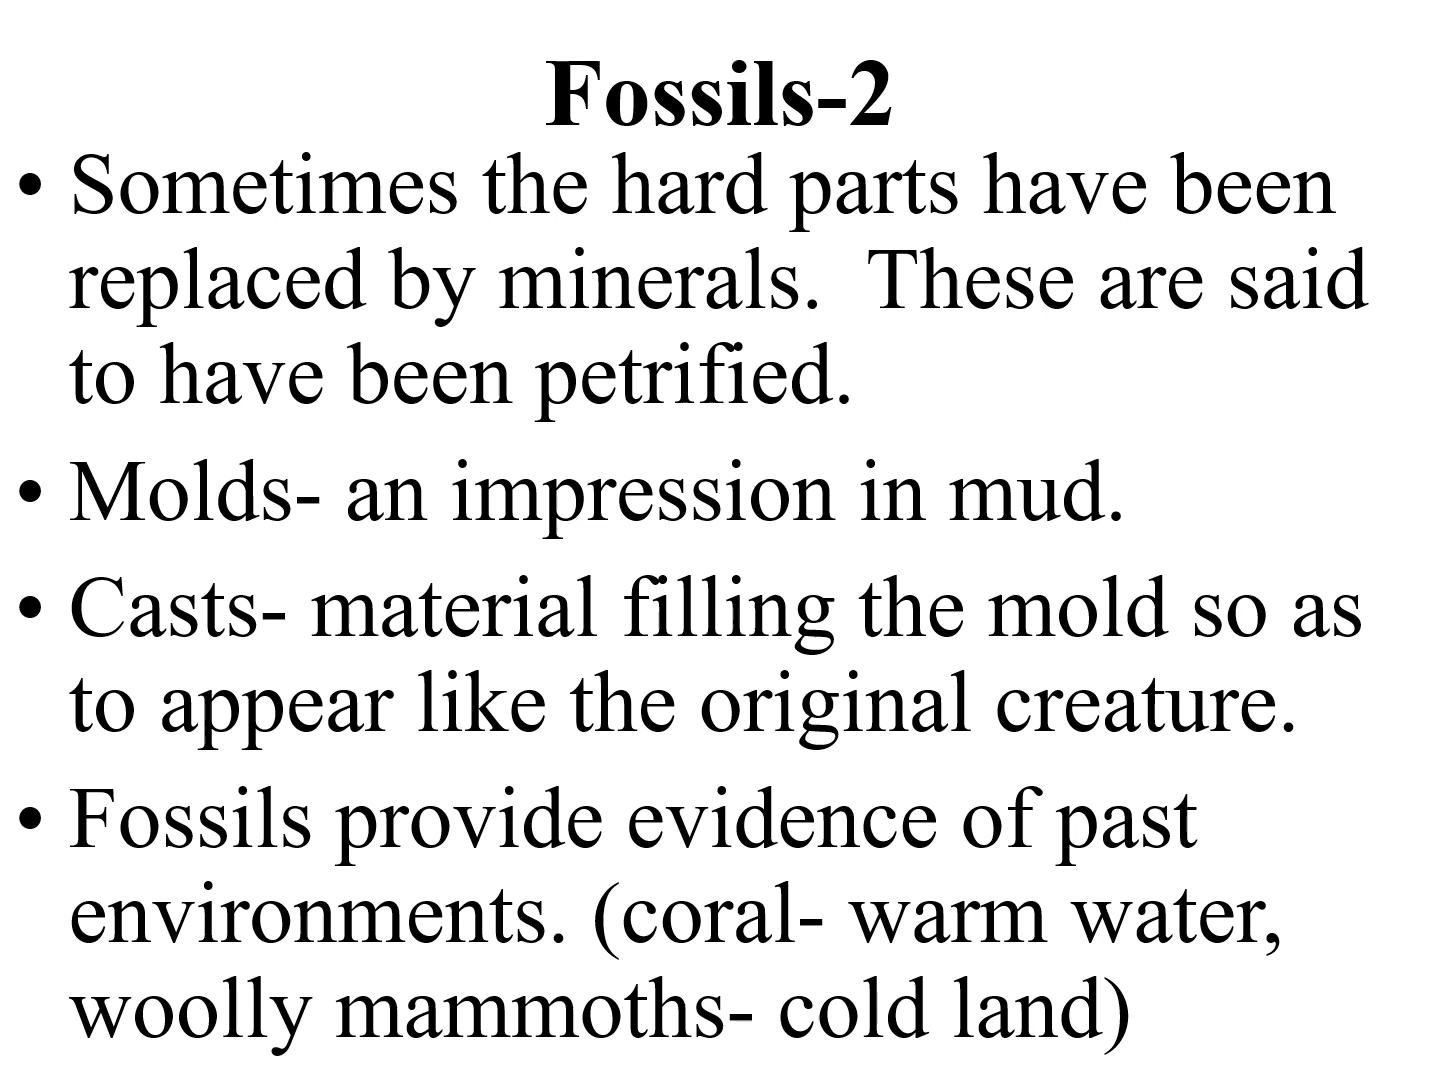 Fossils-2
• Sometimes the hard parts have been
replaced by minerals.  These are said
to have been petrified.
• Molds- an impression in mud.
• Casts- material filling the mold so as
to appear like the original creature.
• Fossils provide evidence of past
environments. (coral- warm water,
woolly mammoths- cold land)